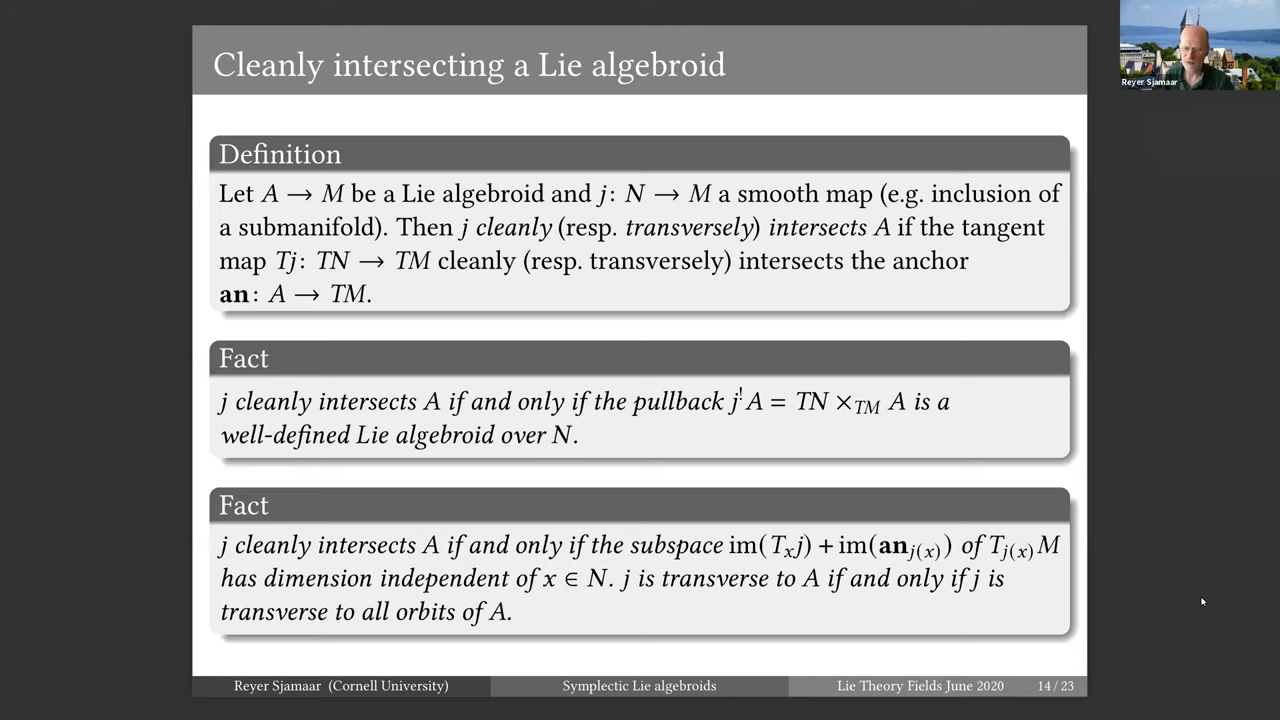 Cleanly intersecting a Lie algebroid
Reyer Sjamaar
Definition
Let A → M be a Lie algebroid and j: N → M a smooth map (e.g. inclusion of
a submanifold). Then j cleanly (resp. transversely) intersects A if the tangent
map Tj: TN → TM cleanly (resp. transversely) intersects the anchor
an: A → TM.
Fact
j cleanly intersects A if and only if the pullback j^!A = TN ×_{TM} A is a
well-defined Lie algebroid over N.
Fact
j cleanly intersects A if and only if the subspace im(T_x j) + im(an_{j(x)}) of T_{j(x)}M
has dimension independent of x ∈ N. j is transverse to A if and only if j is
transverse to all orbits of A.
Reyer Sjamaar (Cornell University) Symplectic Lie algebroids Lie Theory Fields June 2020 14 / 23